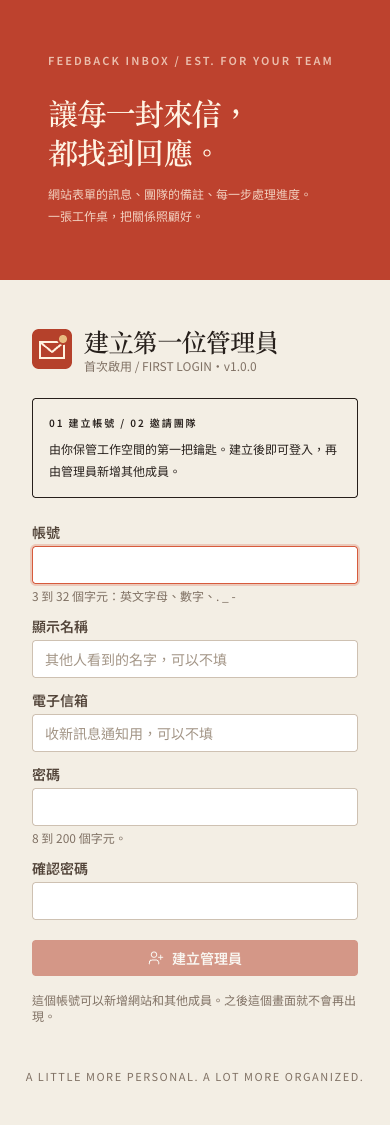 FEEDBACK INBOX / EST. FOR YOUR TEAM
讓每一封來信，
都找到回應。
網站表單的訊息、團隊的備註、每一步處理進度。
一張工作桌，把關係照顧好。
建立第一位管理員
首次啟用 / FIRST LOGIN・v1.0.0
01 建立帳號 / 02 邀請團隊
由你保管工作空間的第一把鑰匙。建立後即可登入，再
由管理員新增其他成員。
帳號
3 到 32 個字元：英文字母、數字、. _ -
顯示名稱
其他人看到的名字，可以不填
電子信箱
收新訊息通知用，可以不填
密碼
8 到 200 個字元。
確認密碼
建立管理員
這個帳號可以新增網站和其他成員。之後這個畫面就不會再出
現。
A LITTLE MORE PERSONAL. A LOT MORE ORGANIZED.